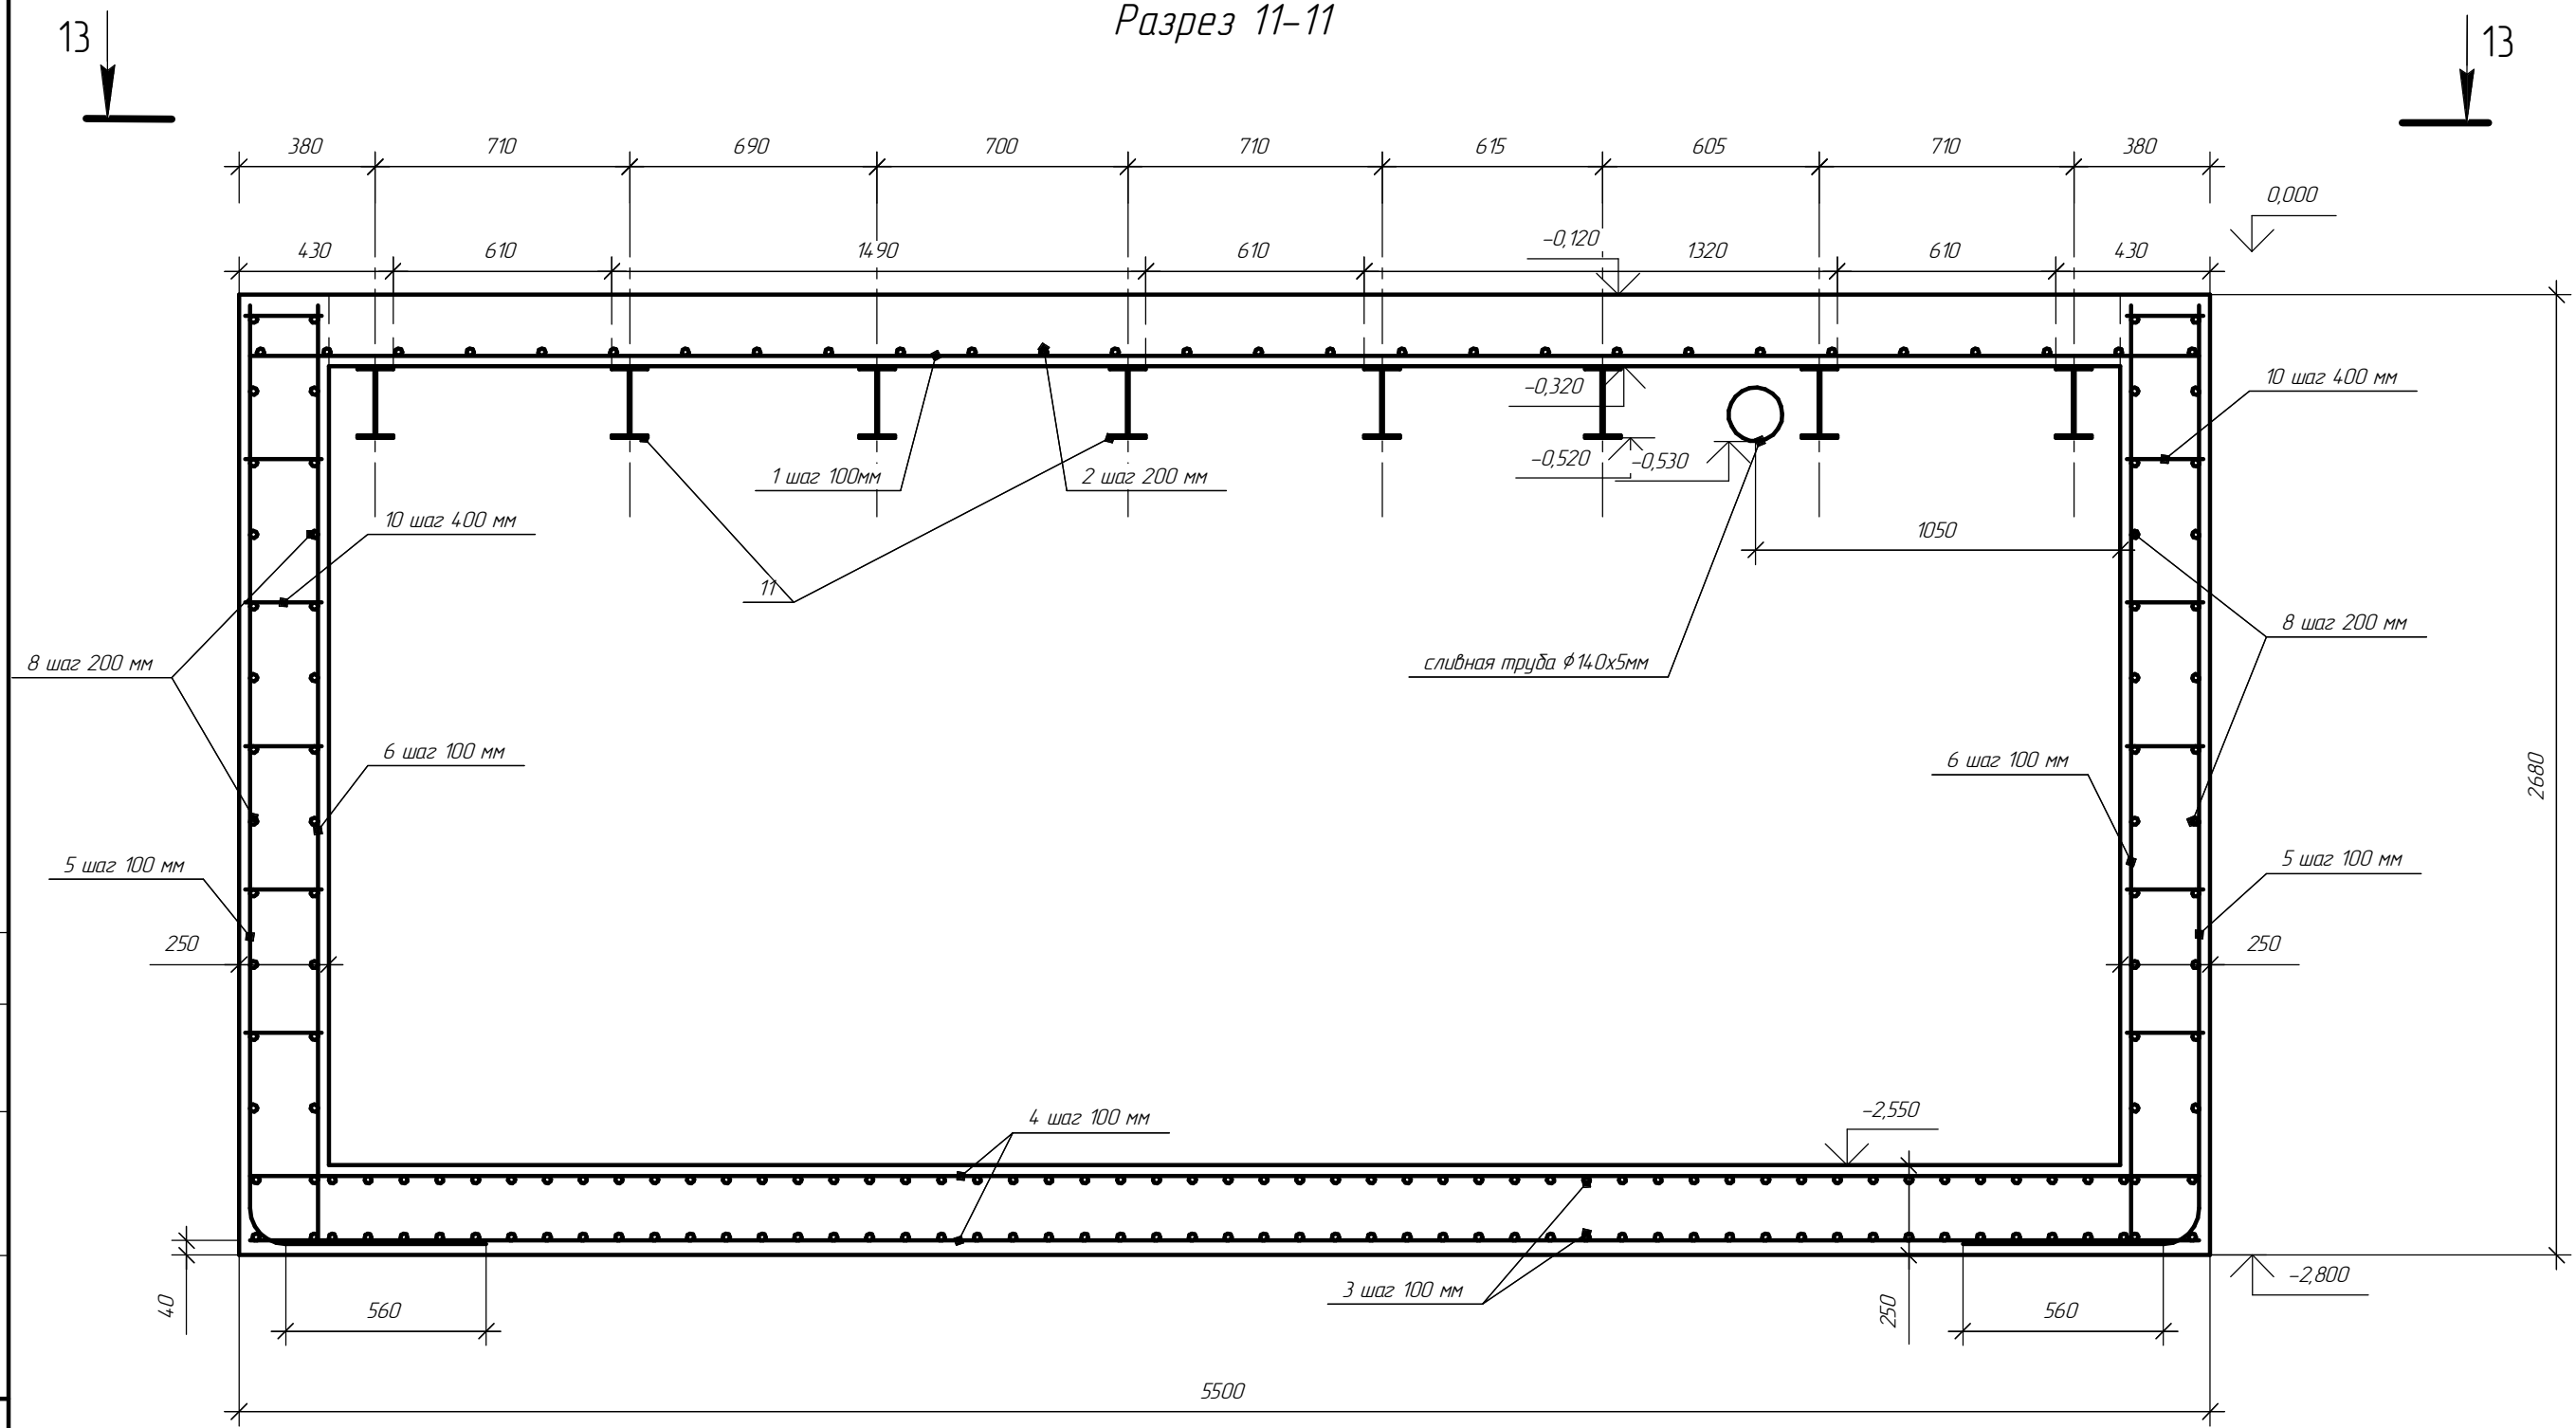 Разрез 11-11
13
13
380
710
690
700
710
615
605
710
380
0,000
430
610
1490
610
-0,120
1320
610
430
-0,320
10 шаг 400 мм
-0,520
-0,530
1 шаг 100мм
2 шаг 200 мм
10 шаг 400 мм
1050
11
8 шаг 200 мм
8 шаг 200 мм
сливная труба ϕ140х5мм
6 шаг 100 мм
6 шаг 100 мм
2680
5 шаг 100 мм
5 шаг 100 мм
250
250
4 шаг 100 мм
-2,550
3 шаг 100 мм
-2,800
40
560
250
560
5500